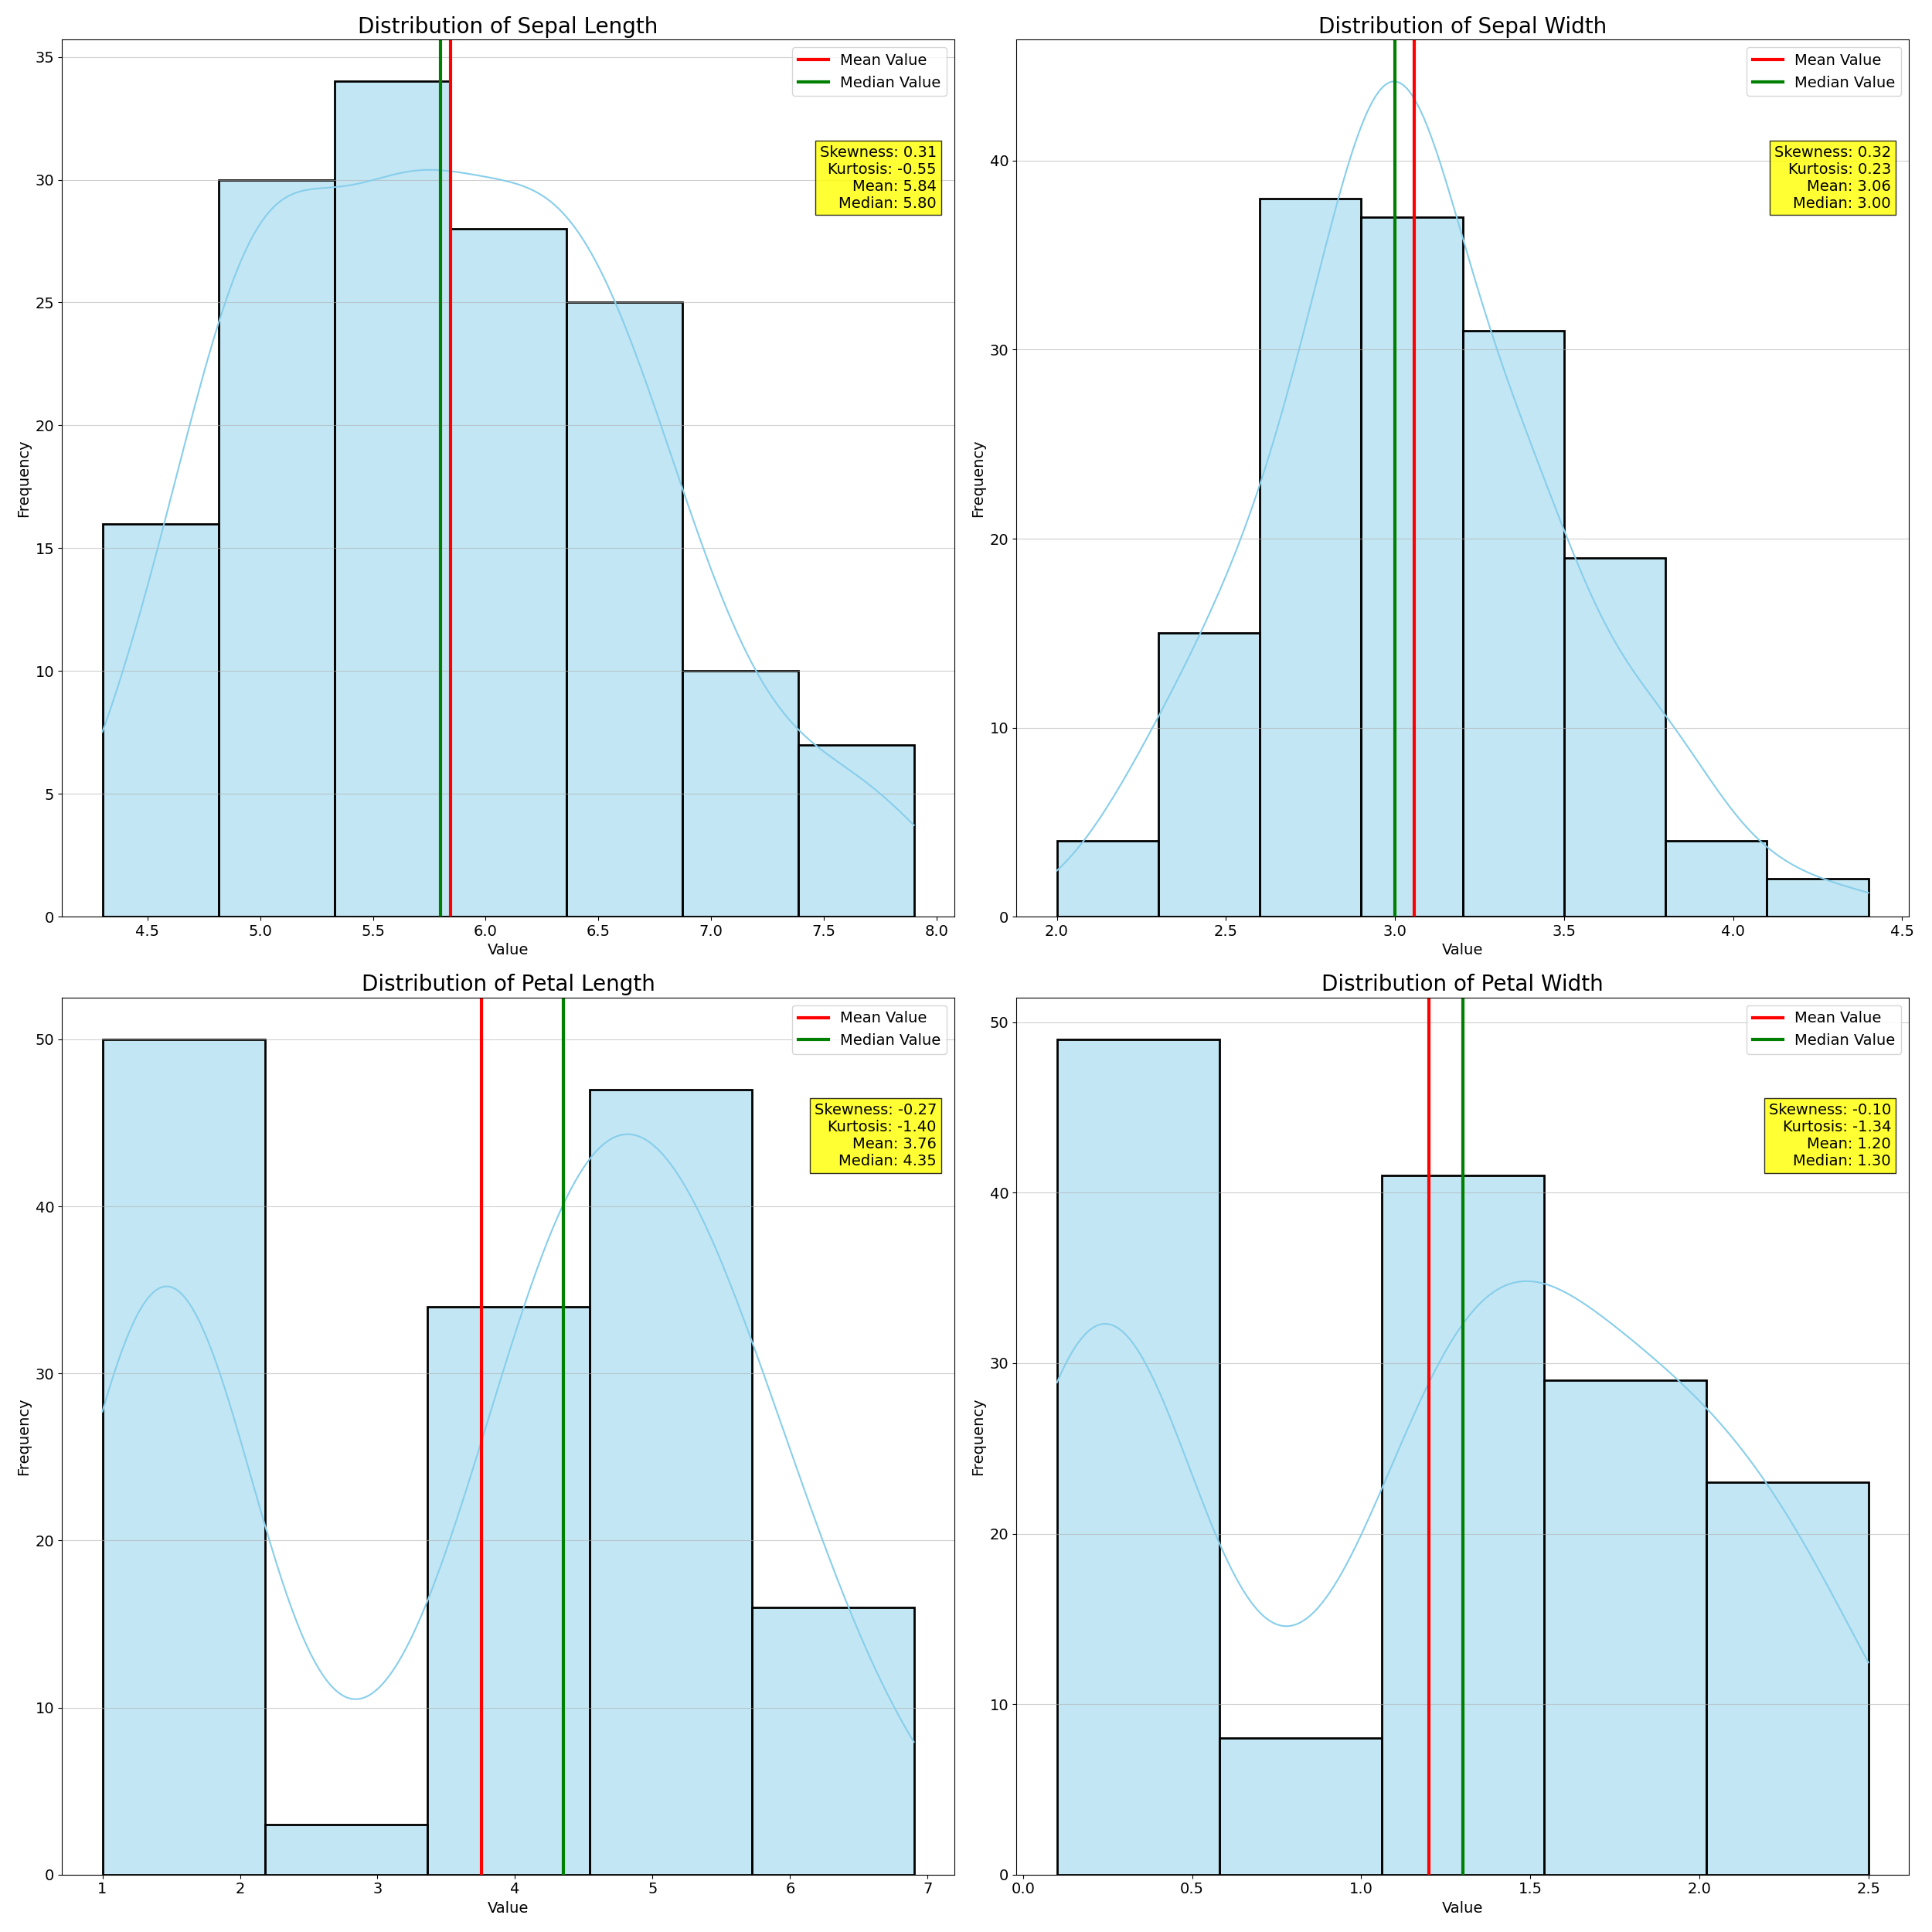 Distribution of Sepal Length
Mean Value
Median Value
Skewness: 0.31
Kurtosis: -0.55
Mean: 5.84
Median: 5.80
35
30
25
20
15
10
5
0
Frequency
4.5 5.0 5.5 6.0 6.5 7.0 7.5 8.0
Value
Distribution of Sepal Width
Mean Value
Median Value
Skewness: 0.32
Kurtosis: 0.23
Mean: 3.06
Median: 3.00
40
30
20
10
0
Frequency
2.0 2.5 3.0 3.5 4.0 4.5
Value
Distribution of Petal Length
Mean Value
Median Value
Skewness: -0.27
Kurtosis: -1.40
Mean: 3.76
Median: 4.35
50
40
30
20
10
0
Frequency
1 2 3 4 5 6 7
Value
Distribution of Petal Width
Mean Value
Median Value
Skewness: -0.10
Kurtosis: -1.34
Mean: 1.20
Median: 1.30
50
40
30
20
10
0
Frequency
0.0 0.5 1.0 1.5 2.0 2.5
Value